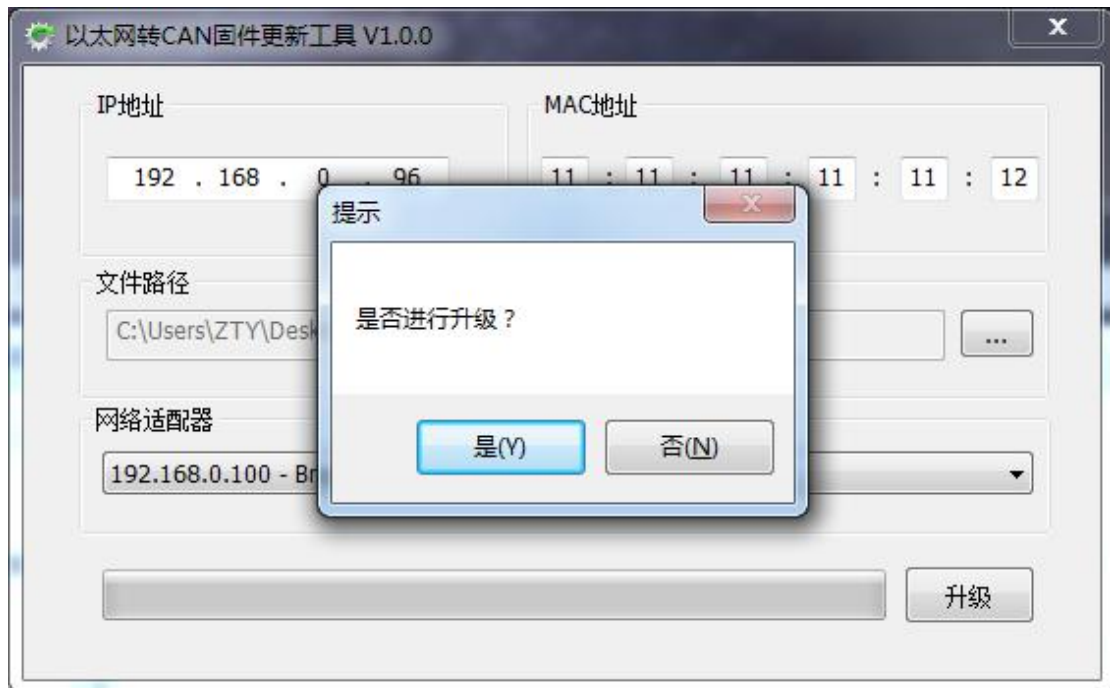 以太网转CAN固件更新工具 V1.0.0
IP地址
MAC地址
192 . 168 . 0 . 96
11 : 11 : 11 : 11 : 11 : 12
提示
是否进行升级？
是(Y)
否(N)
文件路径
C:\Users\ZTY\Desk
...
网络适配器
192.168.0.100 - Br
升级